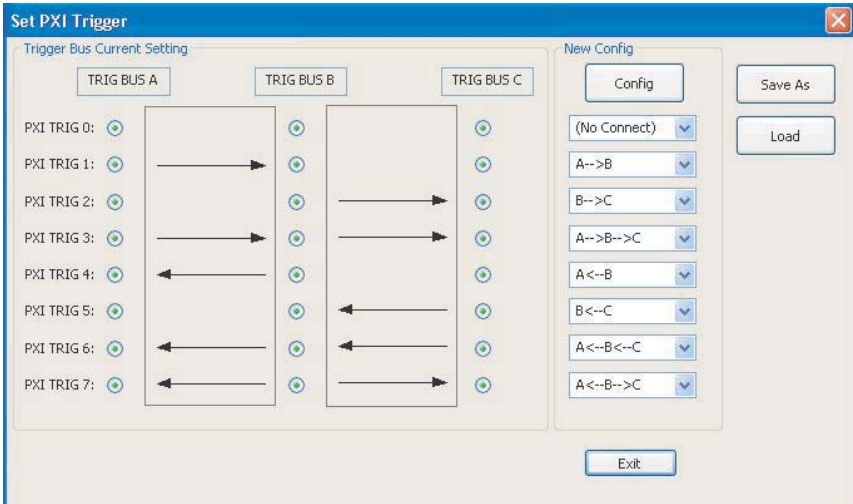 Set PXI Trigger
Trigger Bus Current Setting
New Config
TRIG BUS A TRIG BUS B TRIG BUS C
Config
Save As
Load
PXI TRIG 0: (No Connect)
PXI TRIG 1: A-->B
PXI TRIG 2: B-->C
PXI TRIG 3: A-->B-->C
PXI TRIG 4: A<--B
PXI TRIG 5: B<--C
PXI TRIG 6: A<--B<--C
PXI TRIG 7: A<--B-->C
Exit